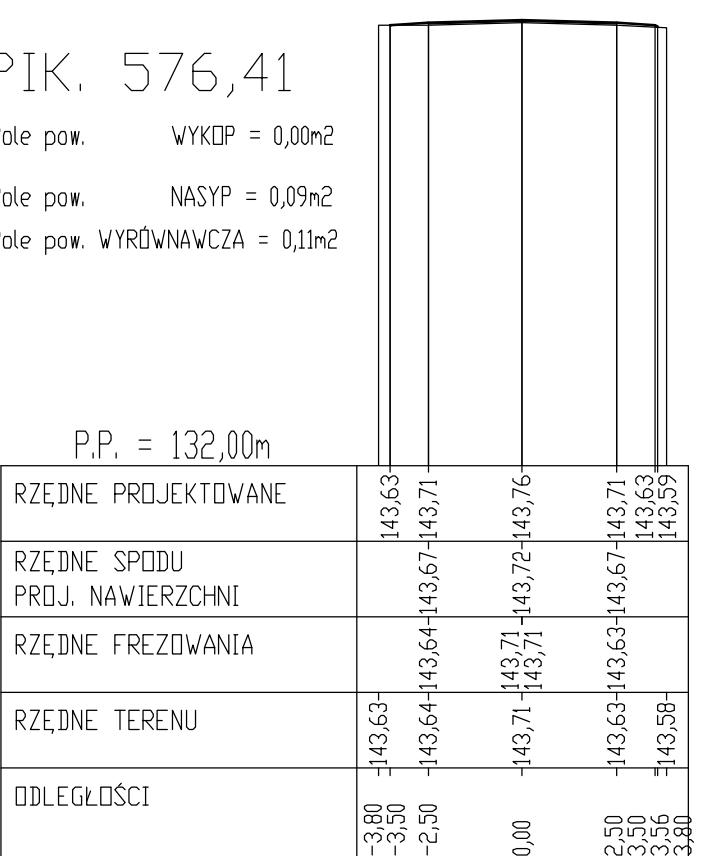 PIK. 576,41
Pole pow. WYKOP = 0,00m2
Pole pow. NASYP = 0,09m2
Pole pow. WYRÓWNAWCZA = 0,11m2
P.P. = 132,00m
RZĘDNE PROJEKTOWANE 143,63 143,71 143,76 143,71 143,63 143,59
RZĘDNE SPODU
PROJ. NAWIERZCHNI 143,67 143,72 143,67
RZĘDNE FREZOWANIA 143,64 143,71 143,71 143,63
RZĘDNE TERENU 143,63 143,64 143,71 143,63 143,58
ODLEGŁOŚCI -3,80 -3,50 -2,50 0,00 2,50 3,50 3,56 3,80